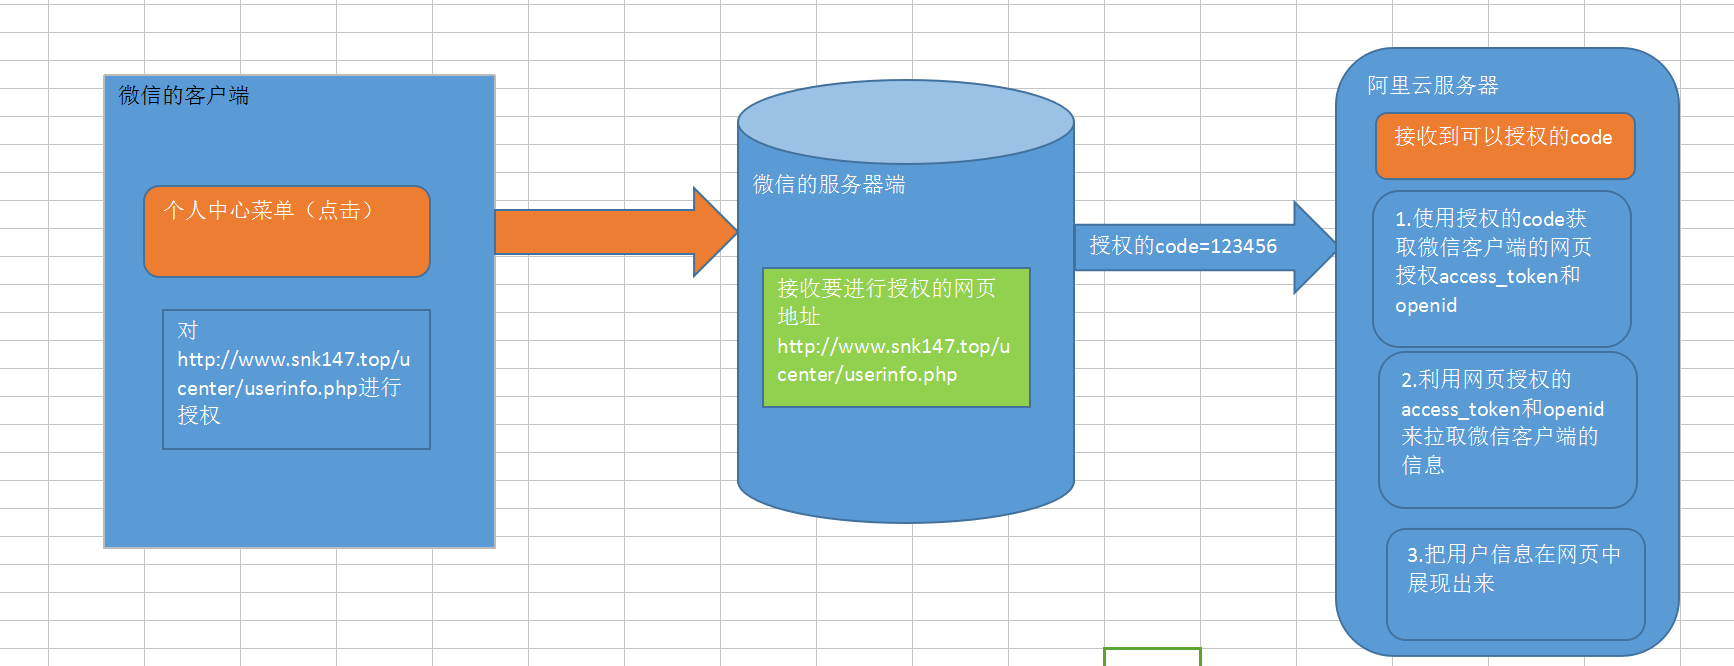 微信的客户端
个人中心菜单（点击）
对
http://www.snk147.top/u
center/userinfo.php进行
授权
微信的服务器端
接收要进行授权的网页
地址
http://www.snk147.top/u
center/userinfo.php
授权的code=123456
阿里云服务器
接收到可以授权的code
1.使用授权的code获
取微信客户端的网页
授权access_token和
openid
2.利用网页授权的
access_token和openid
来拉取微信客户端的
信息
3.把用户信息在网页中
展现出来